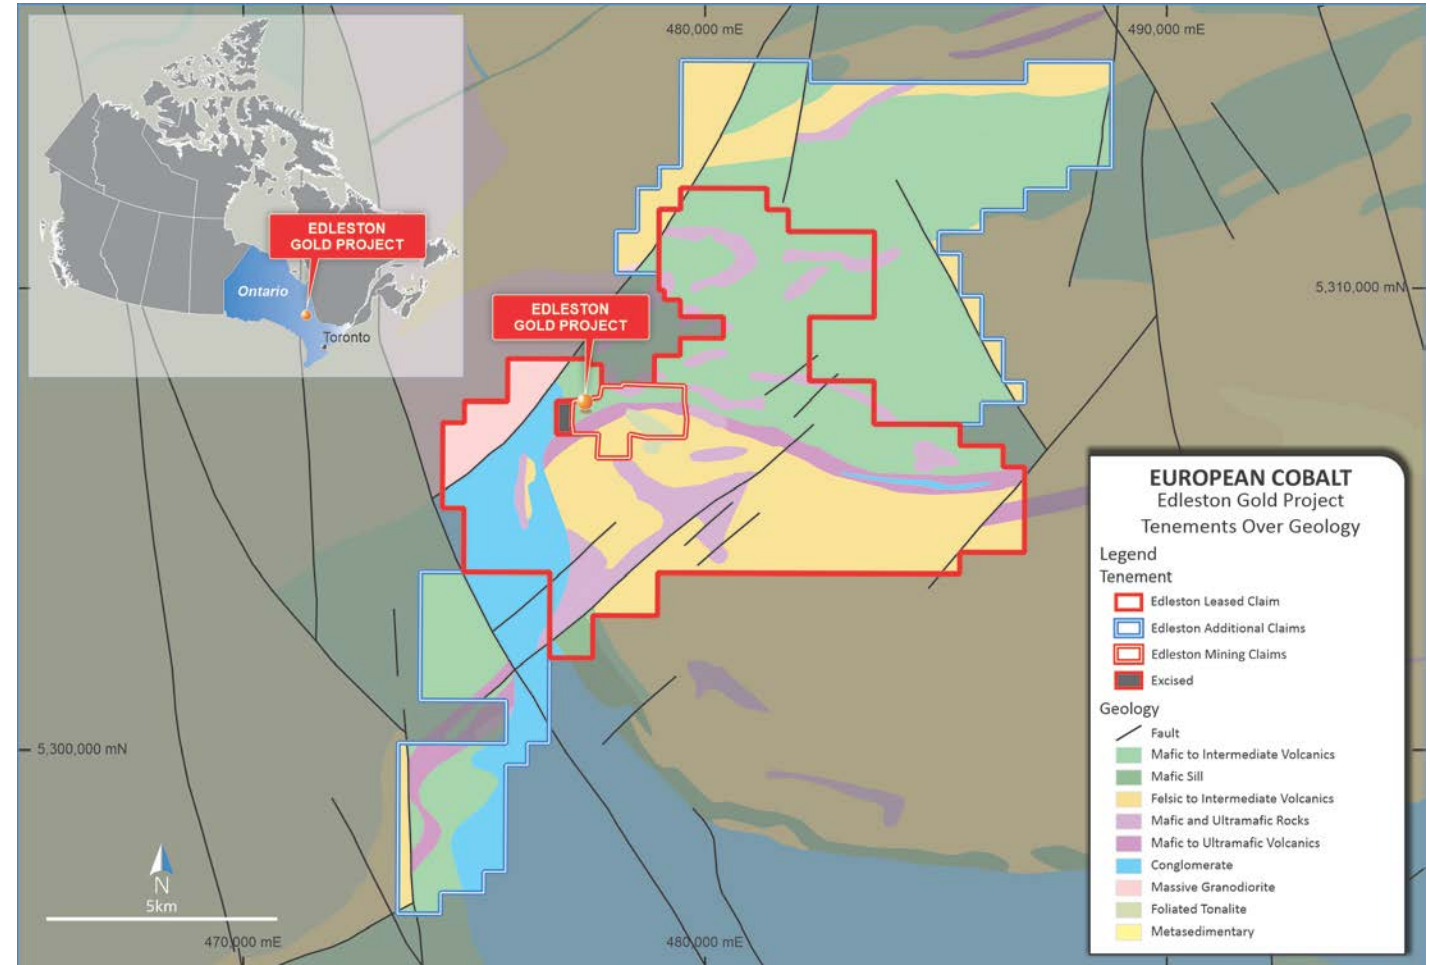 480,000 mE
490,000 mE
EDLESTON
GOLD PROJECT
Ontario
Toronto
5,310,000 mN
EDLESTON
GOLD PROJECT
EUROPEAN COBALT
Edleston Gold Project
Tenements Over Geology
Legend
Tenement
Edleston Leased Claim
Edleston Additional Claims
Edleston Mining Claims
Excised
Geology
Fault
Mafic to Intermediate Volcanics
Mafic Sill
Felsic to Intermediate Volcanics
Mafic and Ultramafic Rocks
Mafic to Ultramafic Volcanics
Conglomerate
Massive Granodiorite
Foliated Tonalite
Metasedimentary
5,300,000 mN
N
5km
470,000 mE
480,000 mE